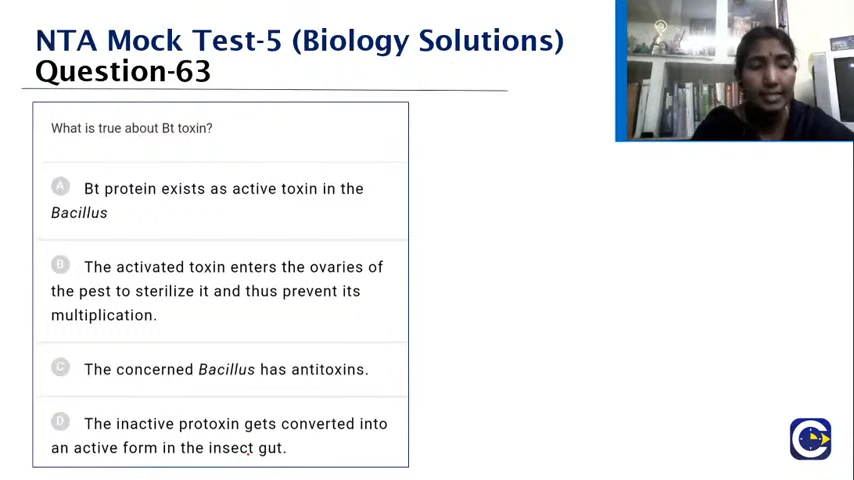 NTA Mock Test-5 (Biology Solutions)
Question-63
What is true about Bt toxin?
A Bt protein exists as active toxin in the
Bacillus
B The activated toxin enters the ovaries of
the pest to sterilize it and thus prevent its
multiplication.
C The concerned Bacillus has antitoxins.
D The inactive protoxin gets converted into
an active form in the insect gut.